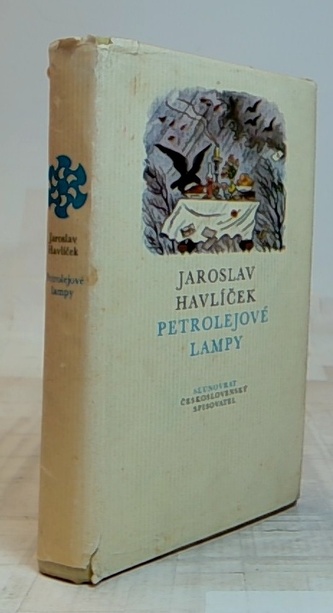 Jaroslav
Havlíček
Petrolejové
lampy
JAROSLAV
HAVLÍČEK
PETROLEJOVÉ
LAMPY
SLUNOVRAT
ČESKOSLOVENSKÝ
SPISOVATEL